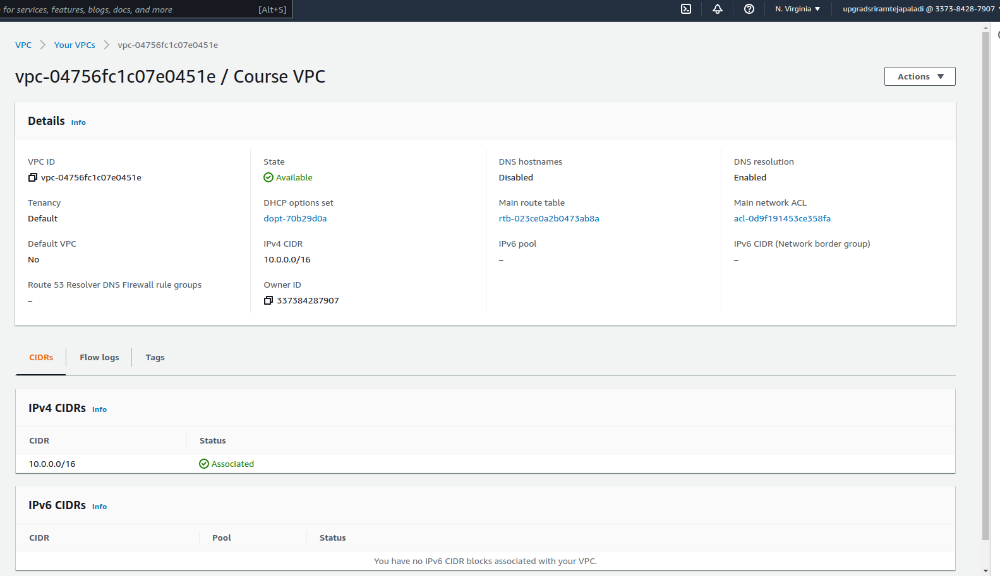 for services, features, blogs, docs, and more [Alt+S] N. Virginia upgradsriramtejapaladi @ 3373-8428-7907
VPC Your VPCs vpc-04756fc1c07e0451e
vpc-04756fc1c07e0451e / Course VPC
Actions
Details Info
VPC ID State DNS hostnames DNS resolution
vpc-04756fc1c07e0451e Available Disabled Enabled
Tenancy DHCP options set Main route table Main network ACL
Default dopt-70b29d0a rtb-023ce0a2b0473ab8a acl-0d9f191453ce358fa
Default VPC IPv4 CIDR IPv6 pool IPv6 CIDR (Network border group)
No 10.0.0.0/16 – –
Route 53 Resolver DNS Firewall rule groups Owner ID
– 337384287907
CIDRs Flow logs Tags
IPv4 CIDRs Info
CIDR Status
10.0.0.0/16 Associated
IPv6 CIDRs Info
CIDR Pool Status
You have no IPv6 CIDR blocks associated with your VPC.